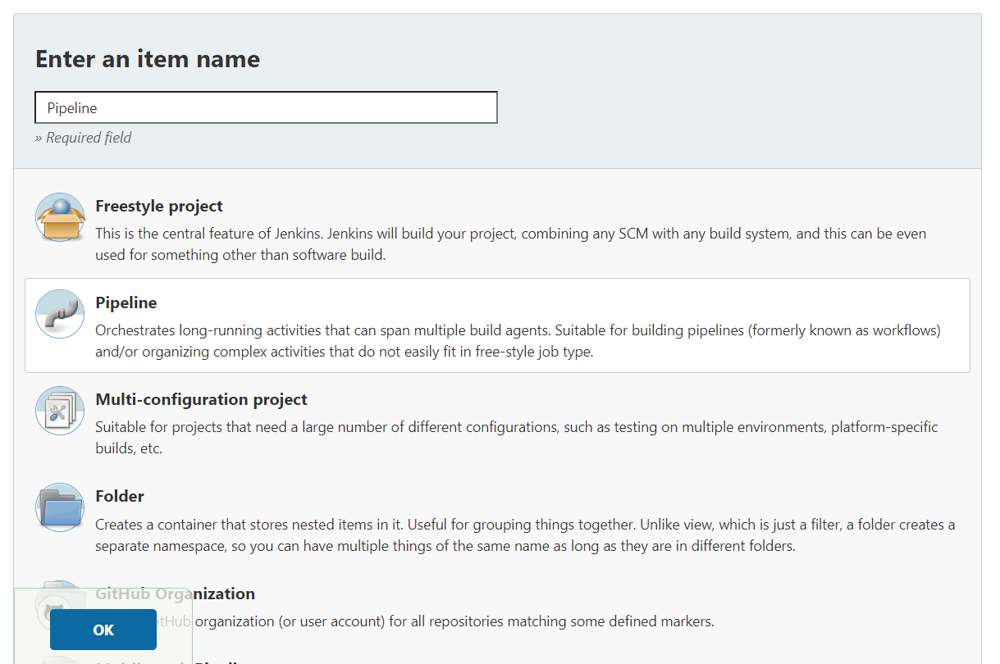 Enter an item name
Pipeline
» Required field
Freestyle project
This is the central feature of Jenkins. Jenkins will build your project, combining any SCM with any build system, and this can be even
used for something other than software build.
Pipeline
Orchestrates long-running activities that can span multiple build agents. Suitable for building pipelines (formerly known as workflows)
and/or organizing complex activities that do not easily fit in free-style job type.
Multi-configuration project
Suitable for projects that need a large number of different configurations, such as testing on multiple environments, platform-specific
builds, etc.
Folder
Creates a container that stores nested items in it. Useful for grouping things together. Unlike view, which is just a filter, a folder creates a
separate namespace, so you can have multiple things of the same name as long as they are in different folders.
GitHub Organization
itHub organization (or user account) for all repositories matching some defined markers.
OK